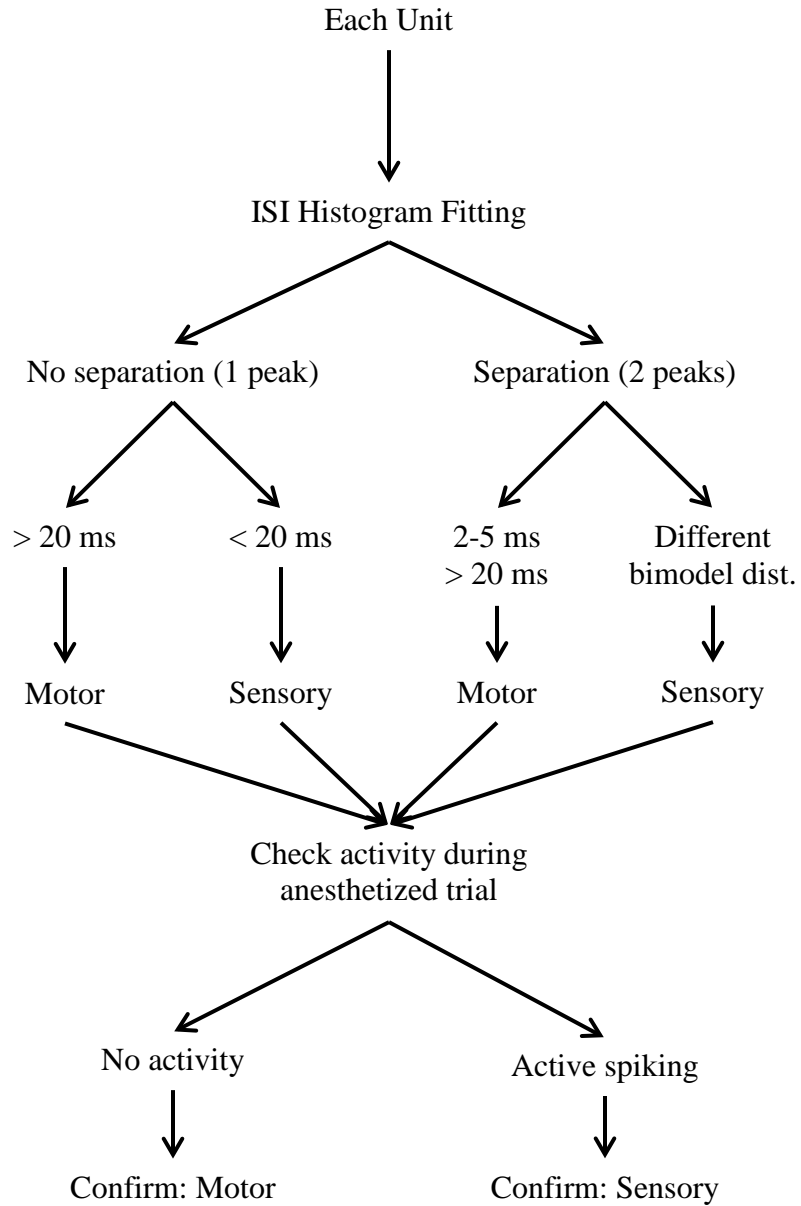 Each Unit
ISI Histogram Fitting
No separation (1 peak)
Separation (2 peaks)
> 20 ms
< 20 ms
2-5 ms
> 20 ms
Different
bimodel dist.
Motor
Sensory
Motor
Sensory
Check activity during
anesthetized trial
No activity
Active spiking
Confirm: Motor
Confirm: Sensory